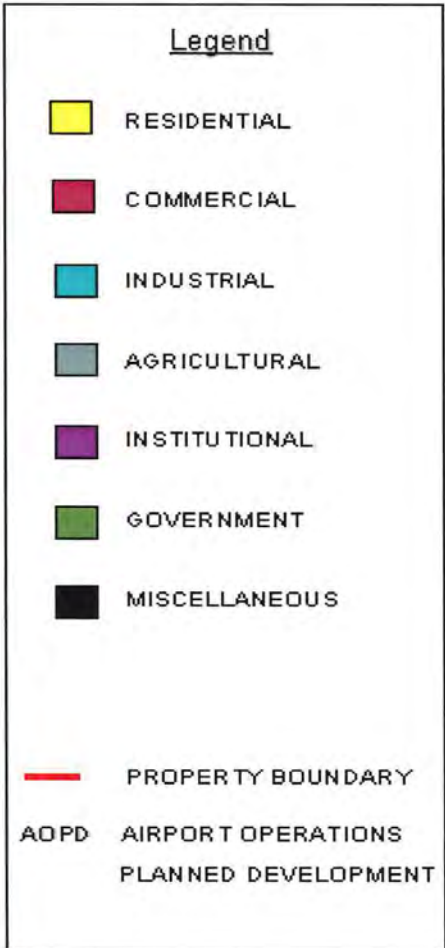 Legend
RESIDENTIAL
COMMERCIAL
INDUSTRIAL
AGRICULTURAL
INSTITUTIONAL
GOVERNMENT
MISCELLANEOUS
PROPERTY BOUNDARY
AOPD AIRPORT OPERATIONS
PLANNED DEVELOPMENT